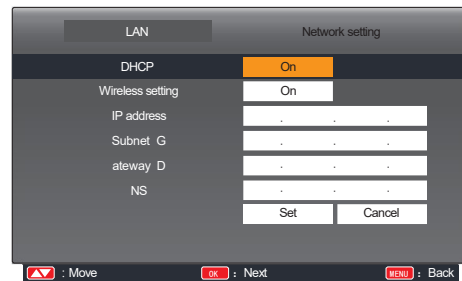 LAN Network setting
DHCP On
Wireless setting On
IP address . . .
Subnet G . . .
ateway D . . .
NS . . .
Set Cancel
: Move OK : Next MENU : Back